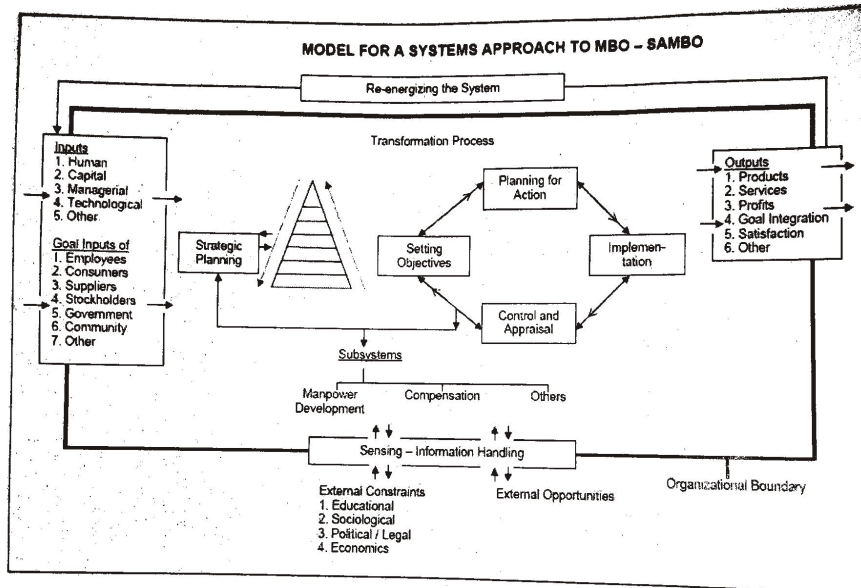 MODEL FOR A SYSTEMS APPROACH TO MBO – SAMBO
Re-energizing the System
Transformation Process
Inputs
1. Human
2. Capital
3. Managerial
4. Technological
5. Other
Goal Inputs of
1. Employees
2. Consumers
3. Suppliers
4. Stockholders
5. Government
6. Community
7. Other
Strategic
Planning
Planning for
Action
Setting
Objectives
Implemen-
tation
Control and
Appraisal
Outputs
1. Products
2. Services
3. Profits
4. Goal Integration
5. Satisfaction
6. Other
Subsystems
Manpower
Development
Compensation
Others
Sensing – Information Handling
External Constraints
1. Educational
2. Sociological
3. Political / Legal
4. Economics
External Opportunities
Organizational Boundary